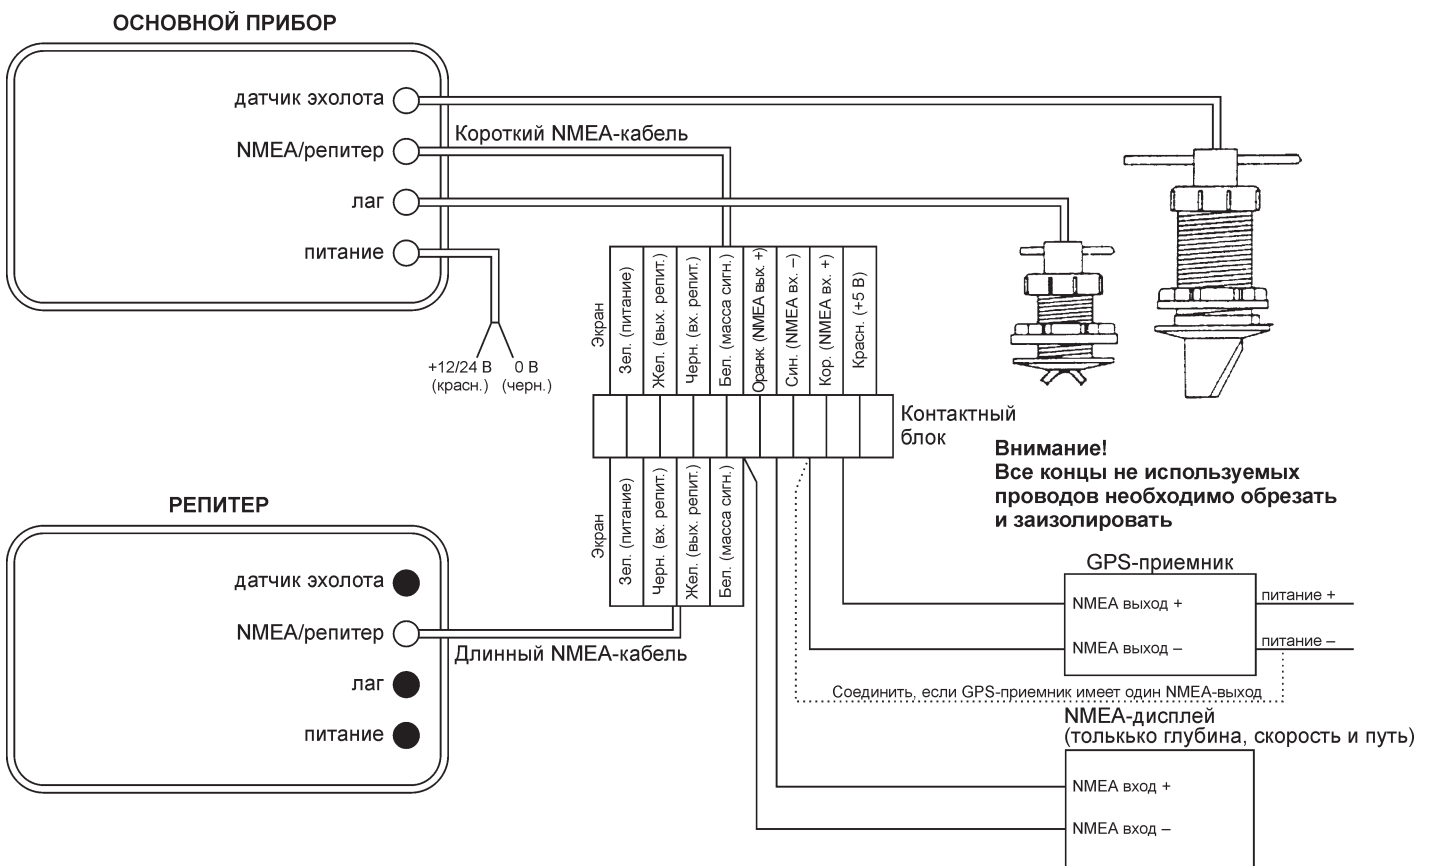 ОСНОВНОЙ ПРИБОР
датчик эхолота
NMEA/репитер
лаг
питание
Короткий NMEA-кабель
+12/24 В
(красн.)
0 В
(черн.)
Экран
Зел. (питание)
Жел. (вых. репит.)
Черн. (вх. репит.)
Бел. (масса сигн.)
Оранж. (NMEA вых. +)
Син. (NMEA вх. –)
Кор. (NMEA вх. +)
Красн. (+5 В)
Контактный
блок
Экран
Зел. (питание)
Черн. (вх. репит.)
Жел. (вых. репит.)
Бел. (масса сигн.)
Внимание!
Все концы не используемых
проводов необходимо обрезать
и заизолировать
РЕПИТЕР
датчик эхолота
NMEA/репитер
лаг
питание
Длинный NMEA-кабель
GPS-приемник
NMEA выход +
NMEA выход –
питание +
питание –
Соединить, если GPS-приемник имеет один NMEA-выход
NMEA-дисплей
(толькько глубина, скорость и путь)
NMEA вход +
NMEA вход –